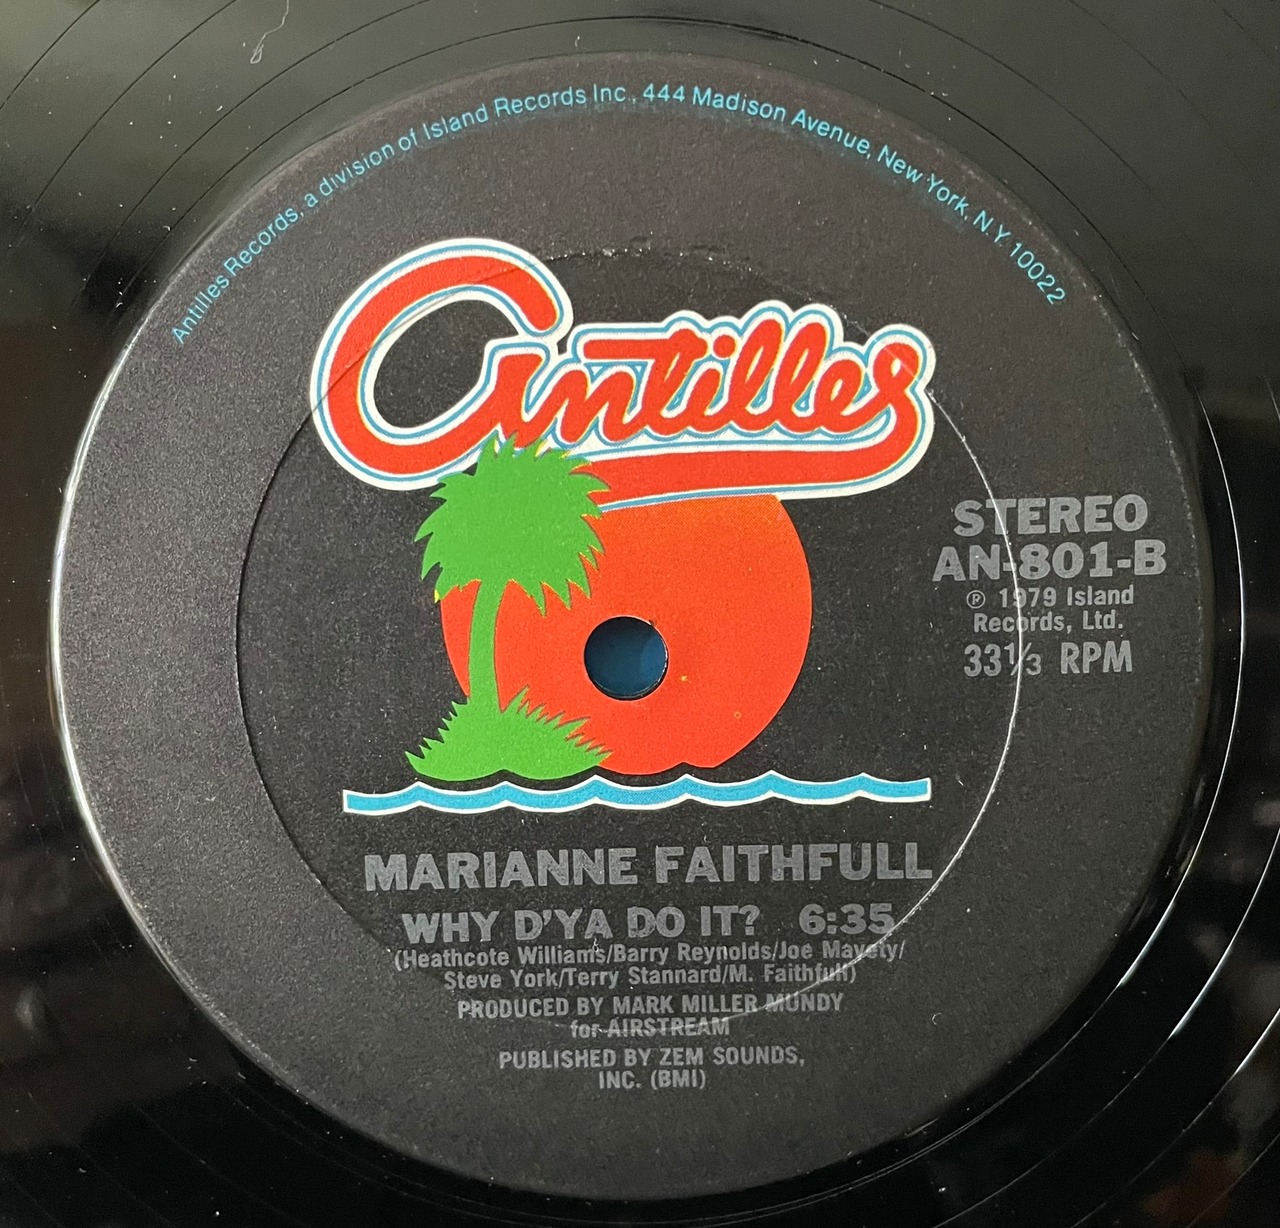 Antilles Records, a division of Island Records Inc., 444 Madison Avenue, New York, N Y 10022
Antilles
STEREO
AN-801-B
℗ 1979 Island
Records, Ltd.
33⅓ RPM
MARIANNE FAITHFULL
WHY D'YA DO IT? 6:35
(Heathcote Williams/Barry Reynolds/Joe Mavety/
Steve York/Terry Stannard/M. Faithfull)
PRODUCED BY MARK MILLER MUNDY
for AIRSTREAM
PUBLISHED BY ZEM SOUNDS,
INC. (BMI)